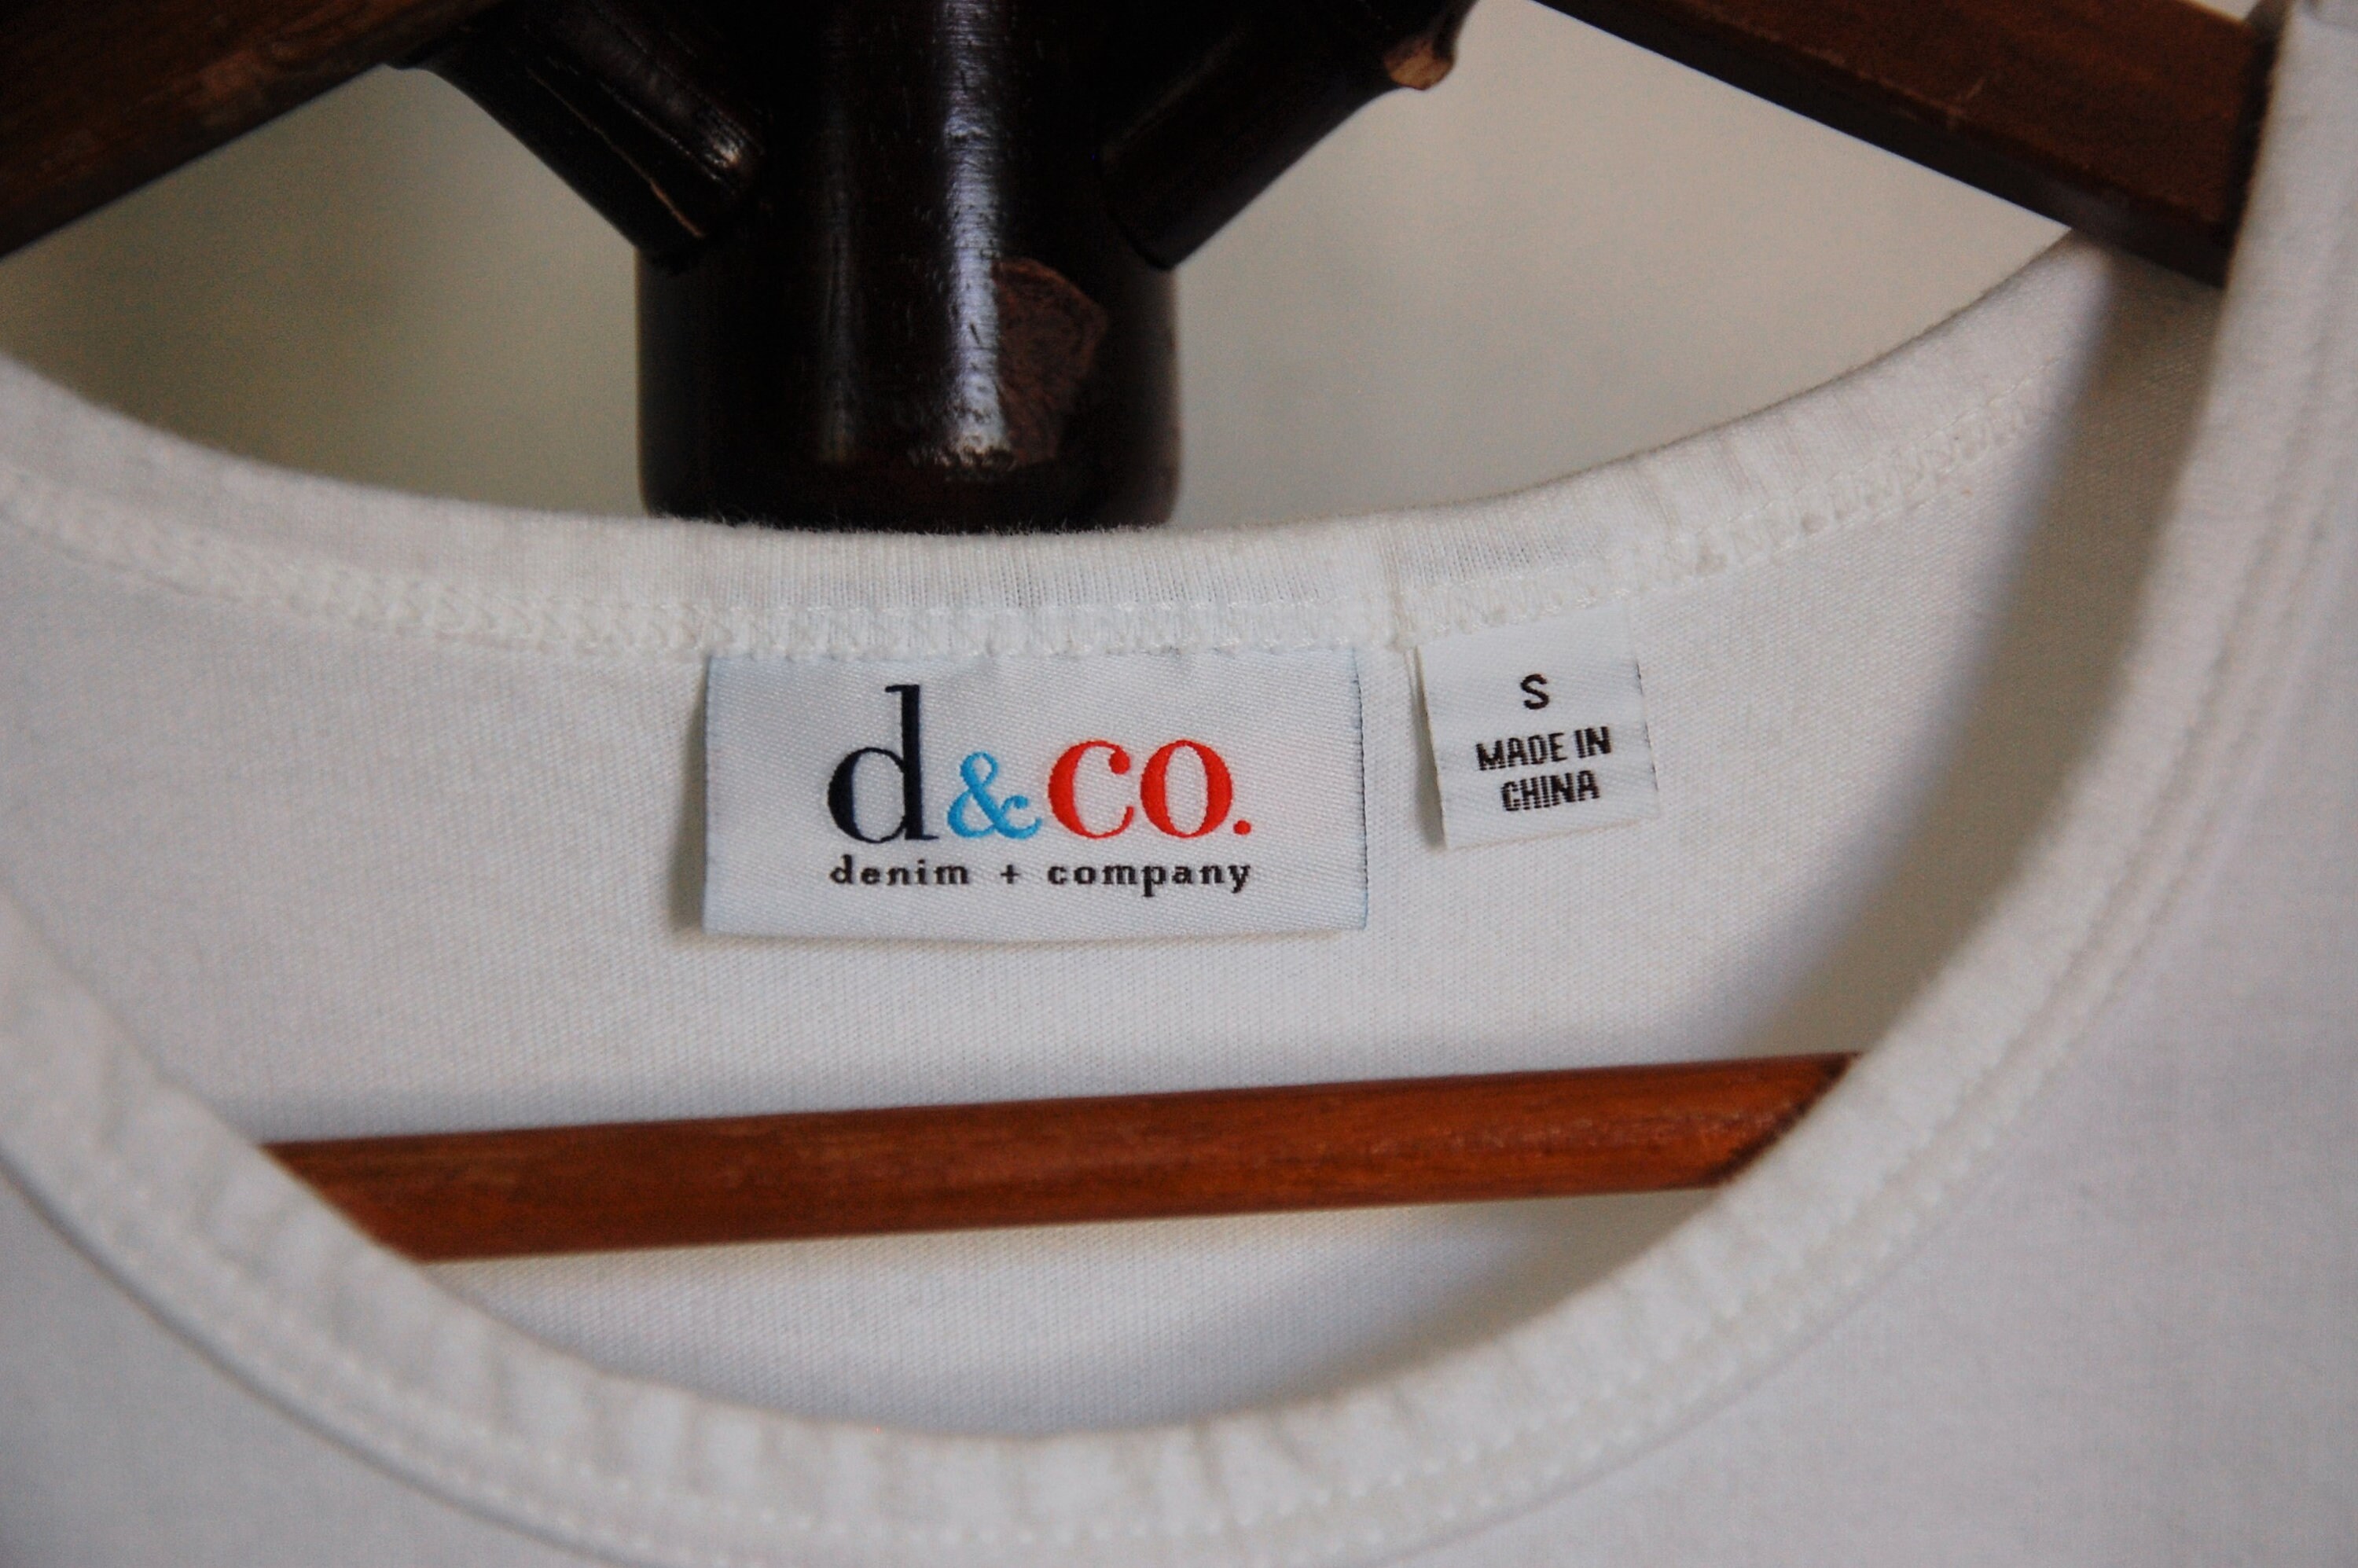 d&co.
denim + company
S
MADE IN
CHINA